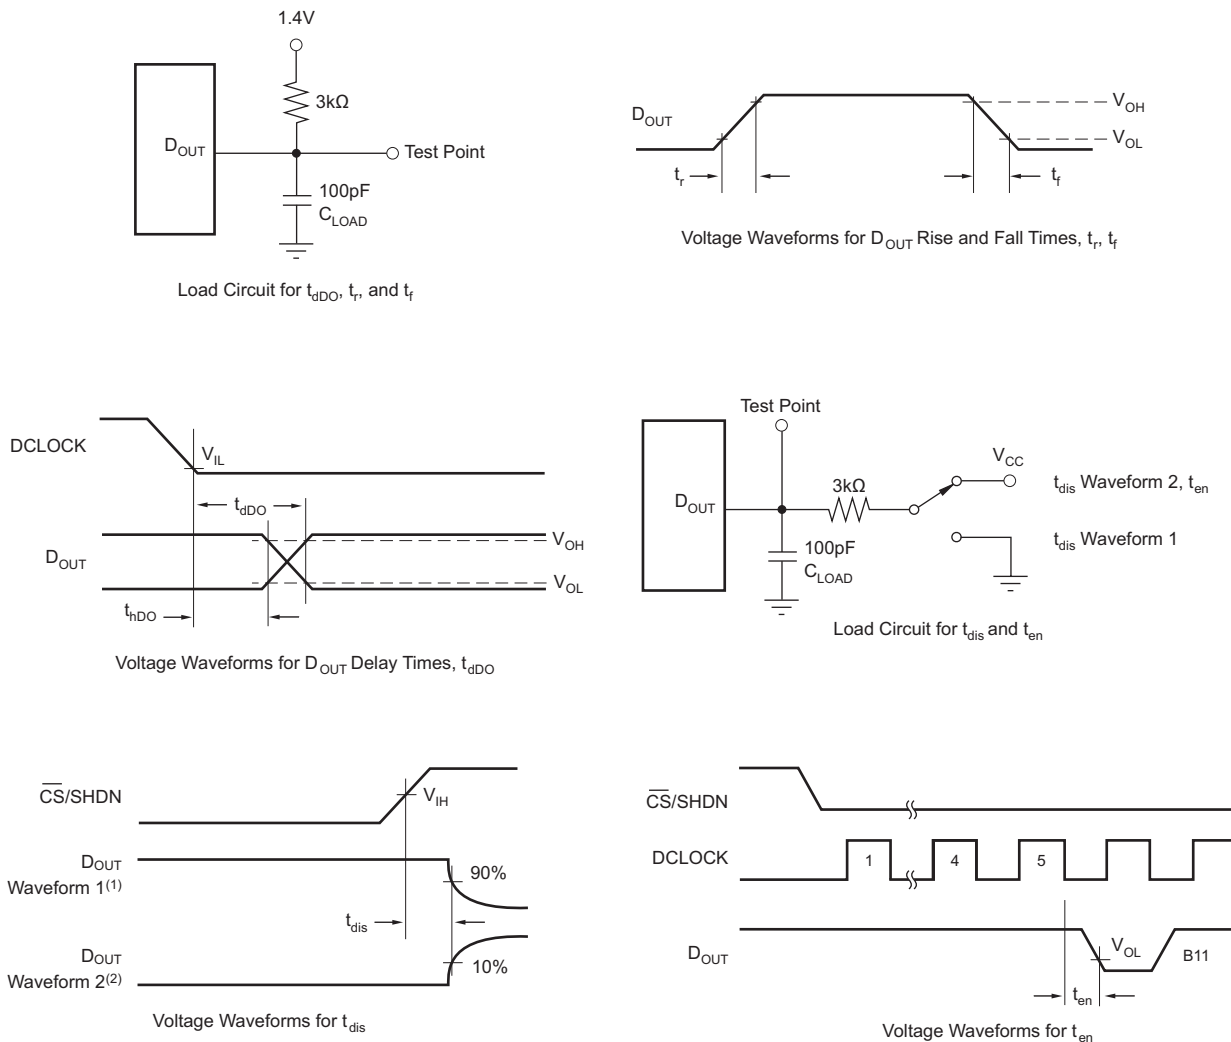 1.4V
3kΩ
DOUT
Test Point
100pF
CLOAD
Load Circuit for tdDO, tr, and tf
DOUT
VOH
VOL
tr
tf
Voltage Waveforms for DOUT Rise and Fall Times, tr, tf
DCLOCK
VIL
tdDO
DOUT
VOH
VOL
thDO
Voltage Waveforms for DOUT Delay Times, tdDO
Test Point
VCC
3kΩ
tdis Waveform 2, ten
DOUT
100pF
CLOAD
tdis Waveform 1
Load Circuit for tdis and ten
CS/SHDN
VIH
DOUT
Waveform 1(1)
90%
tdis
DOUT
Waveform 2(2)
10%
Voltage Waveforms for tdis
CS/SHDN
DCLOCK
1
4
5
DOUT
VOL
B11
ten
Voltage Waveforms for ten